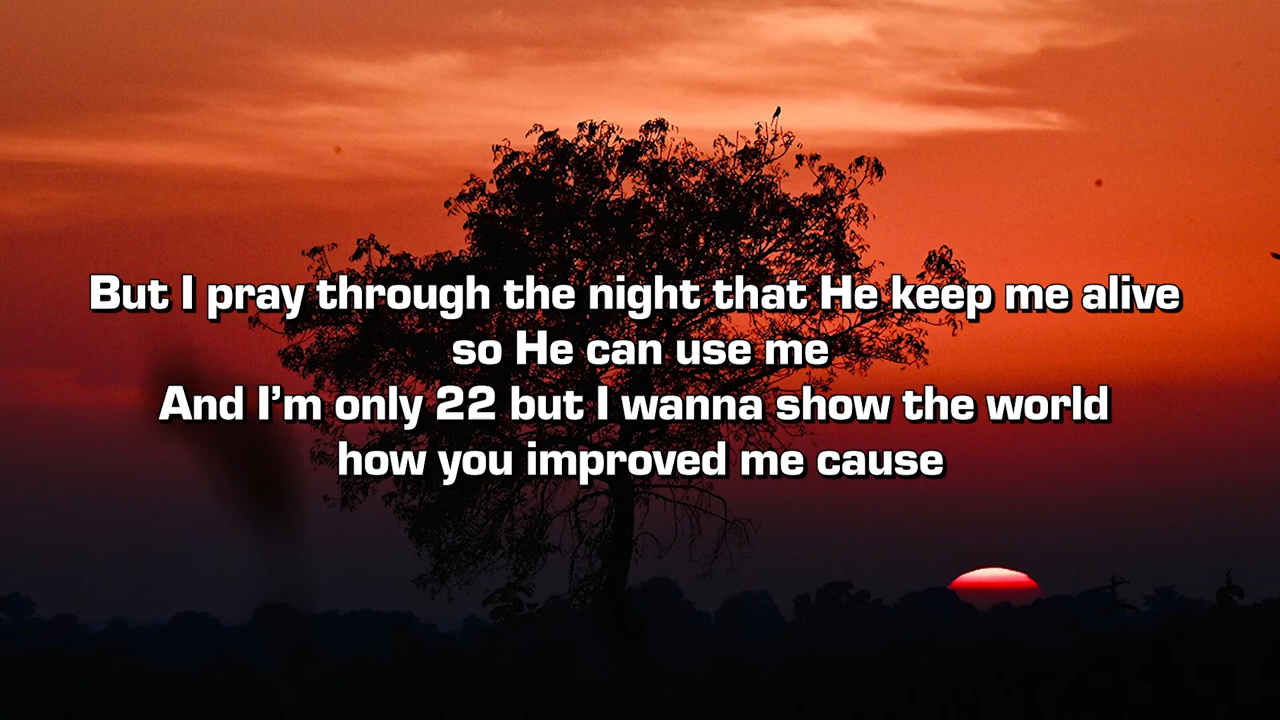 But I pray through the night that He keep me alive
so He can use me
And I’m only 22 but I wanna show the world
how you improved me cause